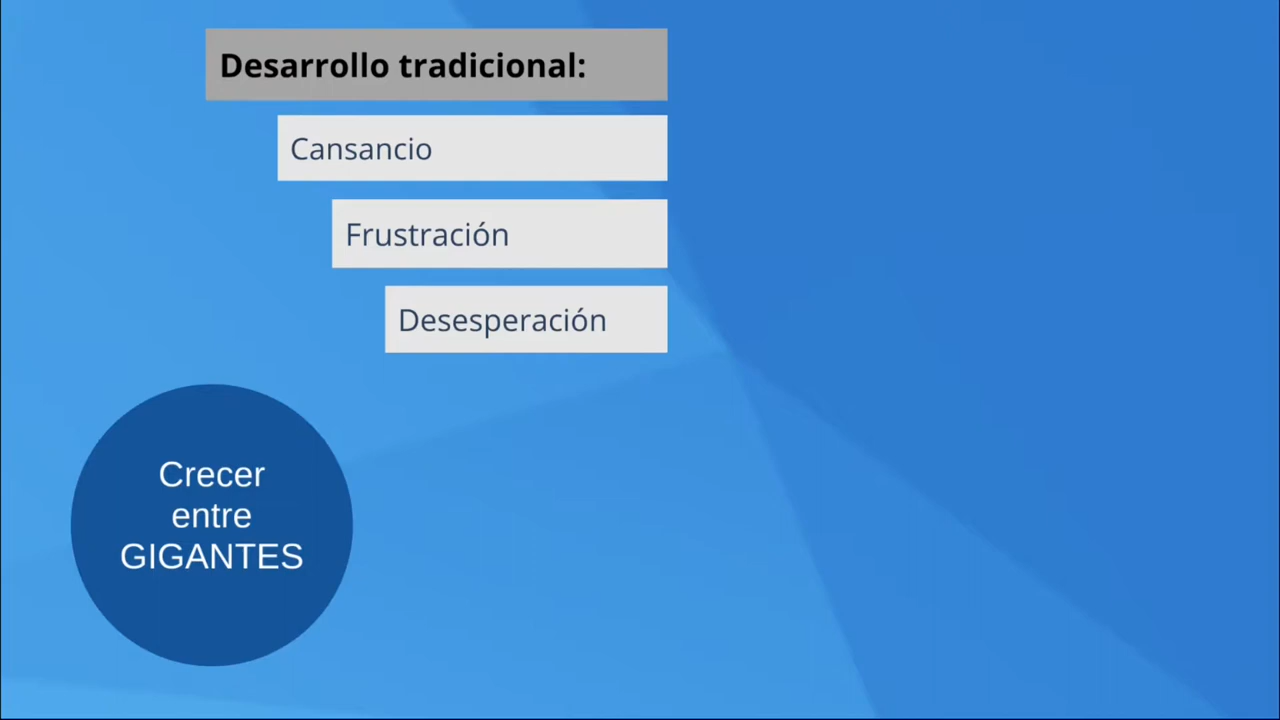 Desarrollo tradicional:
Cansancio
Frustración
Desesperación
Crecer
entre
GIGANTES